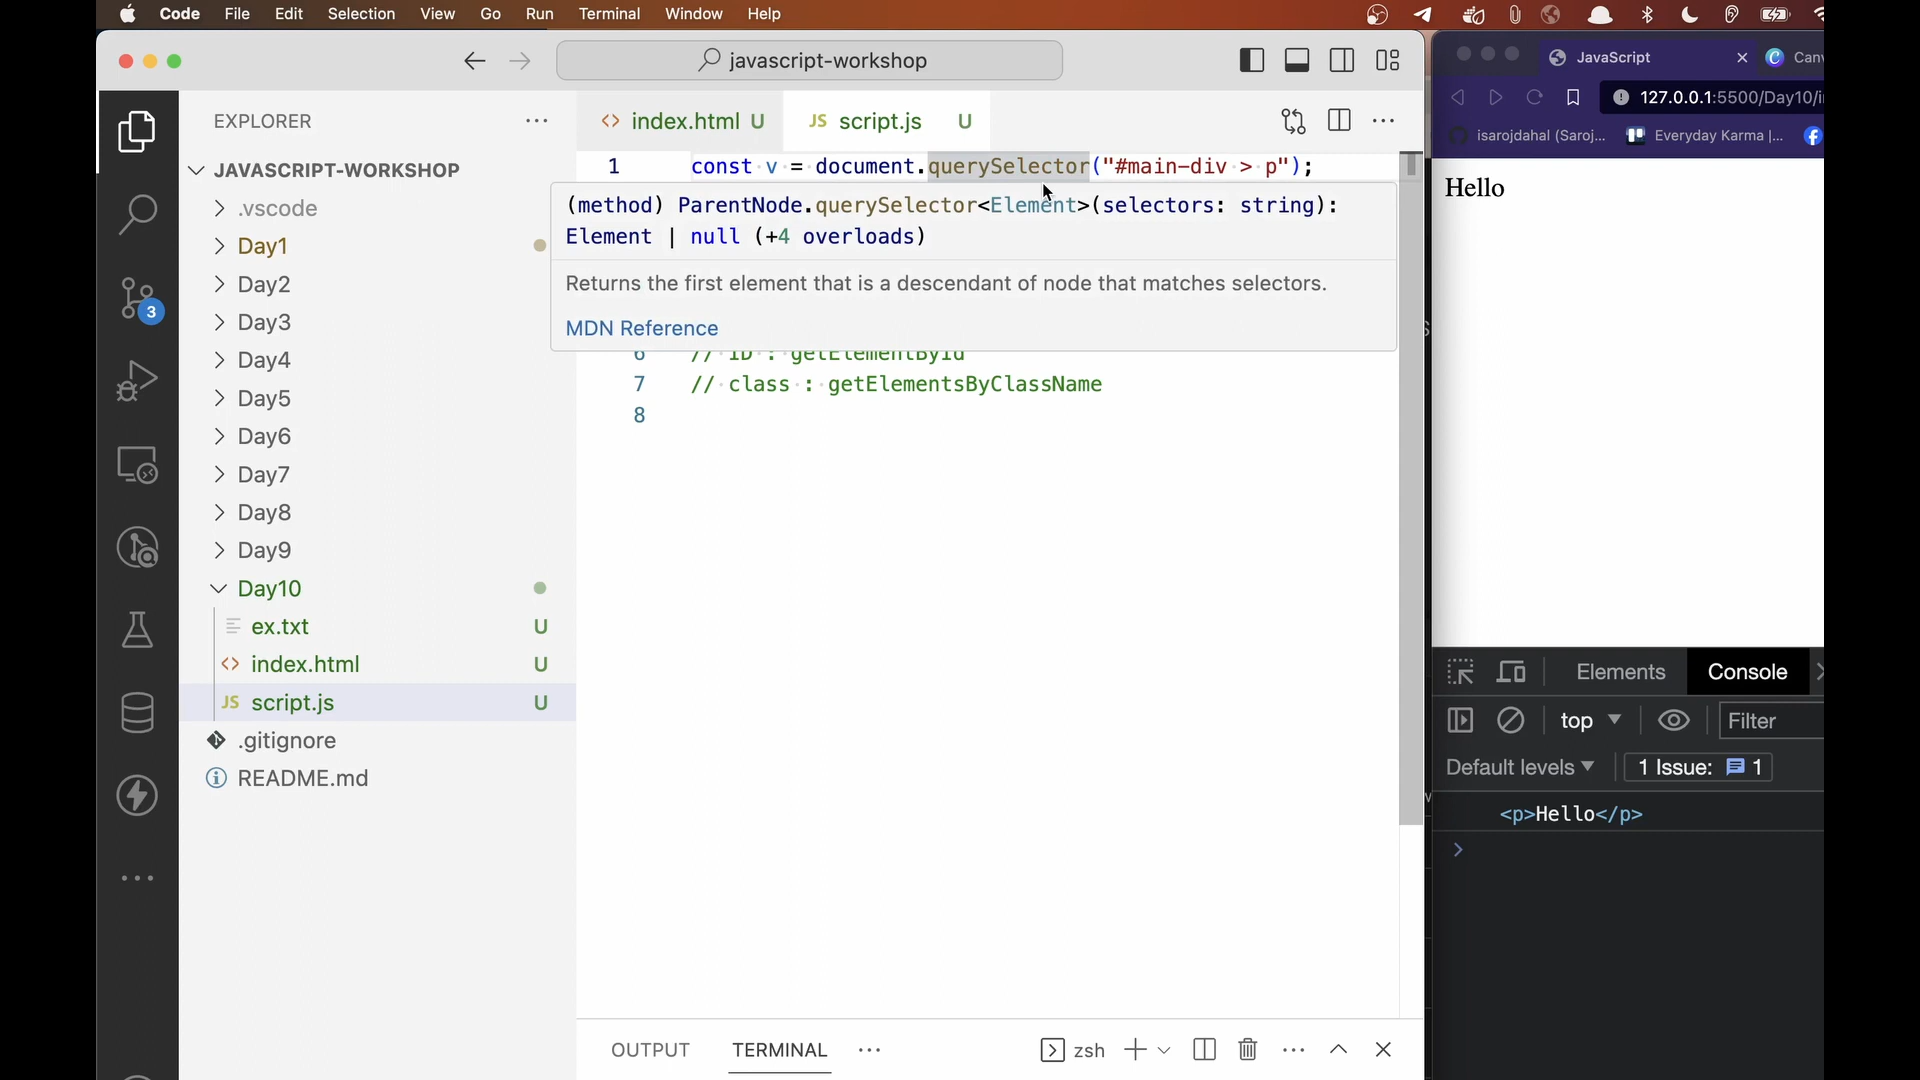 Code File Edit Selection View Go Run Terminal Window Help
javascript-workshop
JavaScript
127.0.0.1:5500/Day10/
isarojdahal (Saroj... Everyday Karma |...
EXPLORER
index.html U
script.js U
JAVASCRIPT-WORKSHOP
.vscode
Day1
Day2
Day3
Day4
Day5
Day6
Day7
Day8
Day9
Day10
ex.txt U
index.html U
script.js U
.gitignore
README.md
3
1 const v = document.querySelector("#main-div > p");
(method) ParentNode.querySelector<Element>(selectors: string):
Element | null (+4 overloads)
Returns the first element that is a descendant of node that matches selectors.
MDN Reference
6 // ID : getElementById
7 // class : getElementsByClassName
8
OUTPUT TERMINAL
zsh
Hello
Elements Console
top Filter
Default levels 1 Issue: 1
<p>Hello</p>